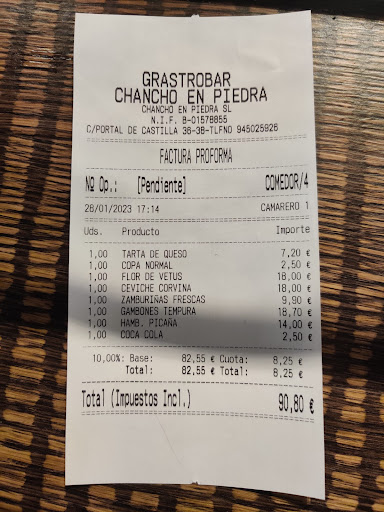 GRASTROBAR
CHANCHO EN PIEDRA
CHANCHO EN PIEDRA SL
N.I.F. B-01578855
C/PORTAL DE CASTILLA 36-38-TLFNO 945025926
FACTURA PROFORMA
Nº Op.: [Pendiente] COMEDOR/4
28/01/2023 17:14 CAMARERO 1
Uds. Producto Importe
1,00 TARTA DE QUESO 7,20 €
1,00 COPA NORMAL 2,50 €
1,00 FLOR DE VETUS 18,00 €
1,00 CEVICHE CORVINA 18,00 €
1,00 ZAMBURIÑAS FRESCAS 9,90 €
1,00 GAMBONES TEMPURA 18,70 €
1,00 HAMB. PICAÑA 14,00 €
1,00 COCA COLA 2,50 €
10,00%: Base: 82,55 € Cuota: 8,25 €
Total: 82,55 € Total: 8,25 €
Total (Impuestos Incl.) 90,80 €